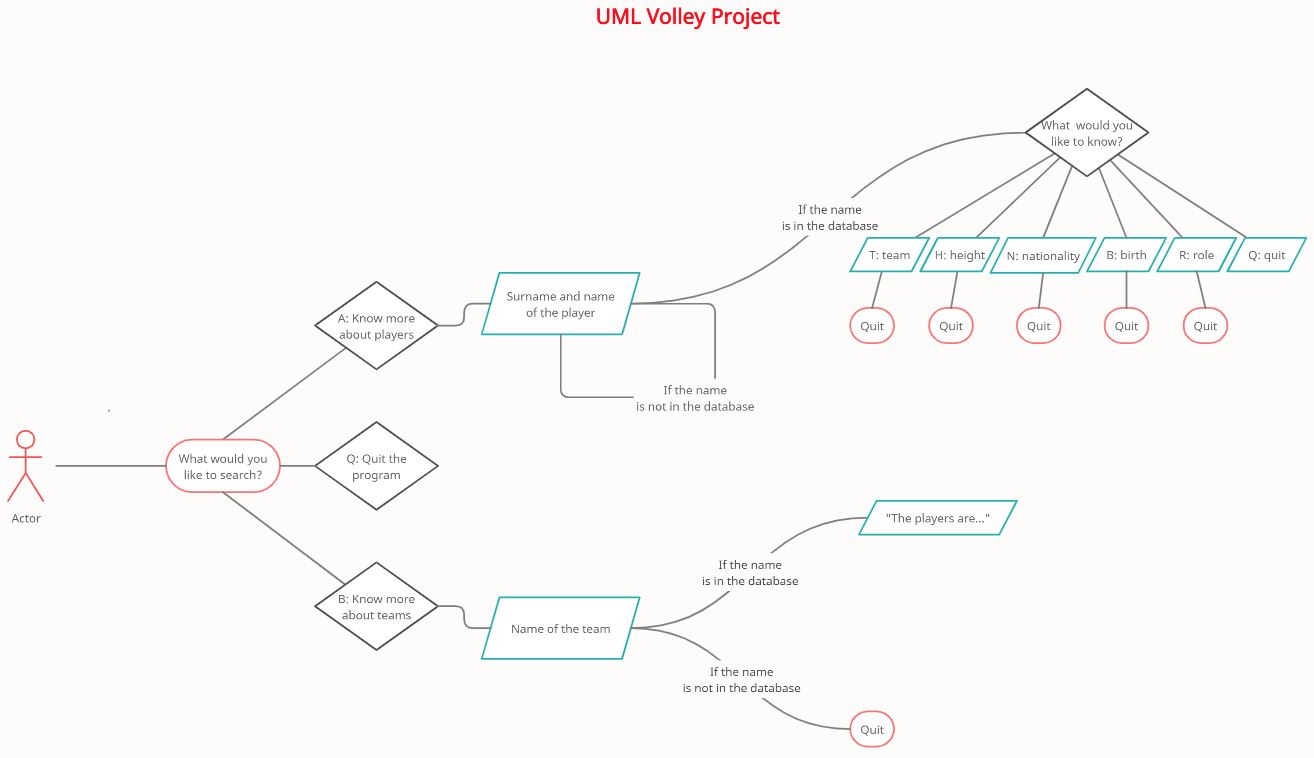 UML Volley Project
What  would you
like to know?
If the name
is in the database
T: team
H: height
N: nationality
B: birth
R: role
Q: quit
Quit
Quit
Quit
Quit
Quit
Surname and name
of the player
A: Know more
about players
If the name
is not in the database
What would you
like to search?
Q: Quit the
program
Actor
"The players are..."
If the name
is in the database
B: Know more
about teams
Name of the team
If the name
is not in the database
Quit